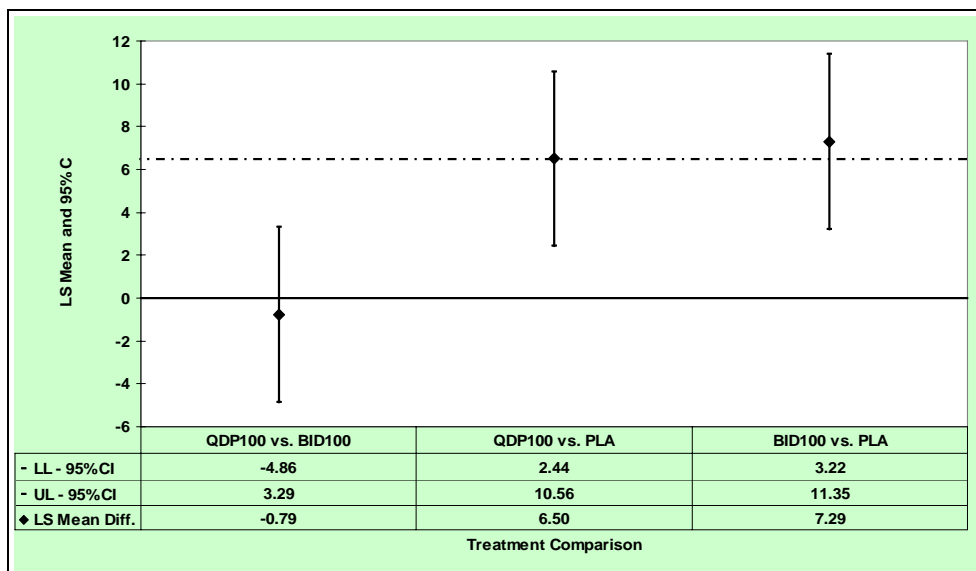 12
10
8
6
4
2
0
-2
-4
-6
LS Mean and 95%C
QDP100 vs. BID100 QDP100 vs. PLA BID100 vs. PLA
LL - 95%CI -4.86 2.44 3.22
UL - 95%CI 3.29 10.56 11.35
LS Mean Diff. -0.79 6.50 7.29
Treatment Comparison